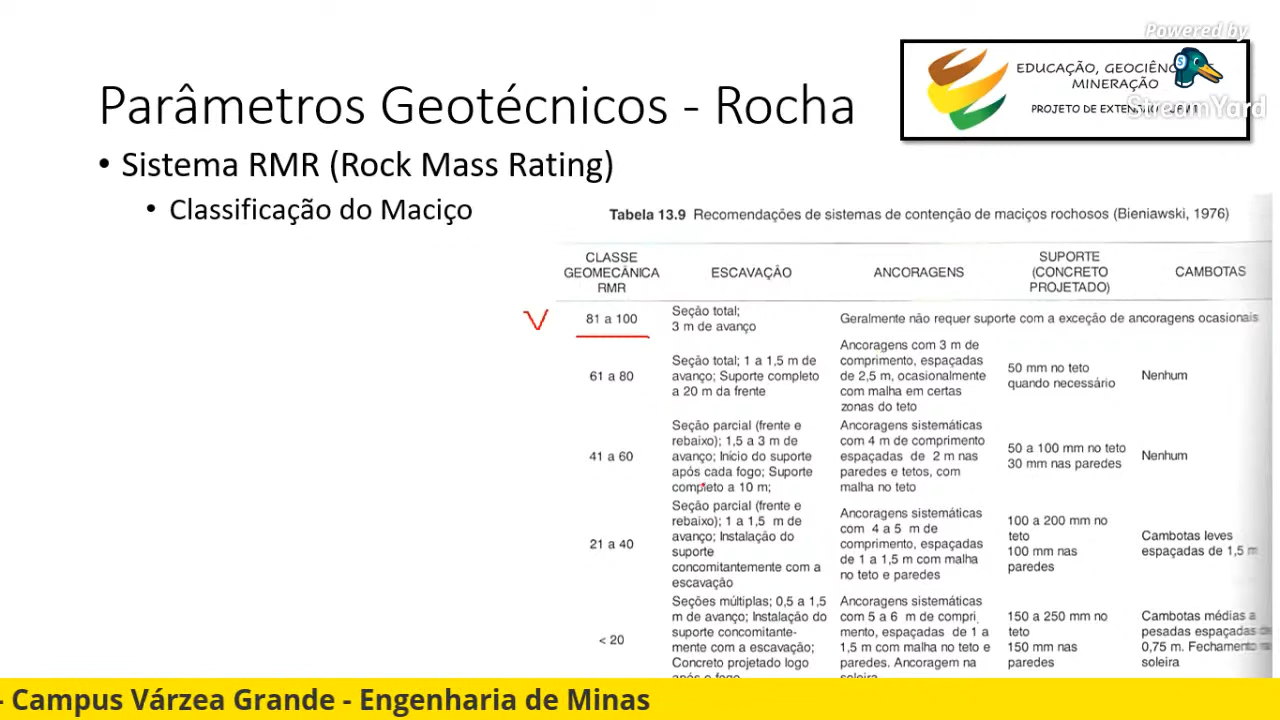 Powered by
StreamYard
EDUCAÇÃO, GEOCIÊNC
MINERAÇÃO
PROJETO DE EXTEN
Parâmetros Geotécnicos - Rocha
• Sistema RMR (Rock Mass Rating)
• Classificação do Maciço
Tabela 13.9 Recomendações de sistemas de contenção de maciços rochosos (Bieniawski, 1976)
CLASSE
GEOMECÂNICA
RMR
ESCAVAÇÃO
ANCORAGENS
SUPORTE
(CONCRETO
PROJETADO)
CAMBOTAS
81 a 100
Seção total;
3 m de avanço
Geralmente não requer suporte com a exceção de ancoragens ocasionais
61 a 80
Seção total; 1 a 1,5 m de
avanço; Suporte completo
a 20 m da frente
Ancoragens com 3 m de
comprimento, espaçadas
de 2,5 m, ocasionalmente
com malha em certas
zonas do teto
50 mm no teto
quando necessário
Nenhum
41 a 60
Seção parcial (frente e
rebaixo); 1,5 a 3 m de
avanço; Início do suporte
após cada fogo; Suporte
completo a 10 m;
Ancoragens sistemáticas
com 4 m de comprimento
espaçadas de 2 m nas
paredes e tetos, com
malha no teto
50 a 100 mm no teto
30 mm nas paredes
Nenhum
21 a 40
Seção parcial (frente e
rebaixo); 1 a 1,5 m de
avanço; Instalação do
suporte
concomitantemente com a
escavação
Ancoragens sistemáticas
com 4 a 5 m de
comprimento, espaçadas
de 1 a 1,5 m com malha
no teto e paredes
100 a 200 mm no
teto
100 mm nas
paredes
Cambotas leves
espaçadas de 1,5 m
< 20
Seções múltiplas; 0,5 a 1,5
m de avanço; Instalação do
suporte concomitante-
mente com a escavação;
Concreto projetado logo
após o fogo
Ancoragens sistemáticas
com 5 a 6 m de compri
mento, espaçadas de 1 a
1,5 m com malha no teto e
paredes. Ancoragem na
soleira
150 a 250 mm no
teto
150 mm nas
paredes
Cambotas médias a
pesadas espaçadas de
0,75 m. Fechamento na
soleira
- Campus Várzea Grande - Engenharia de Minas